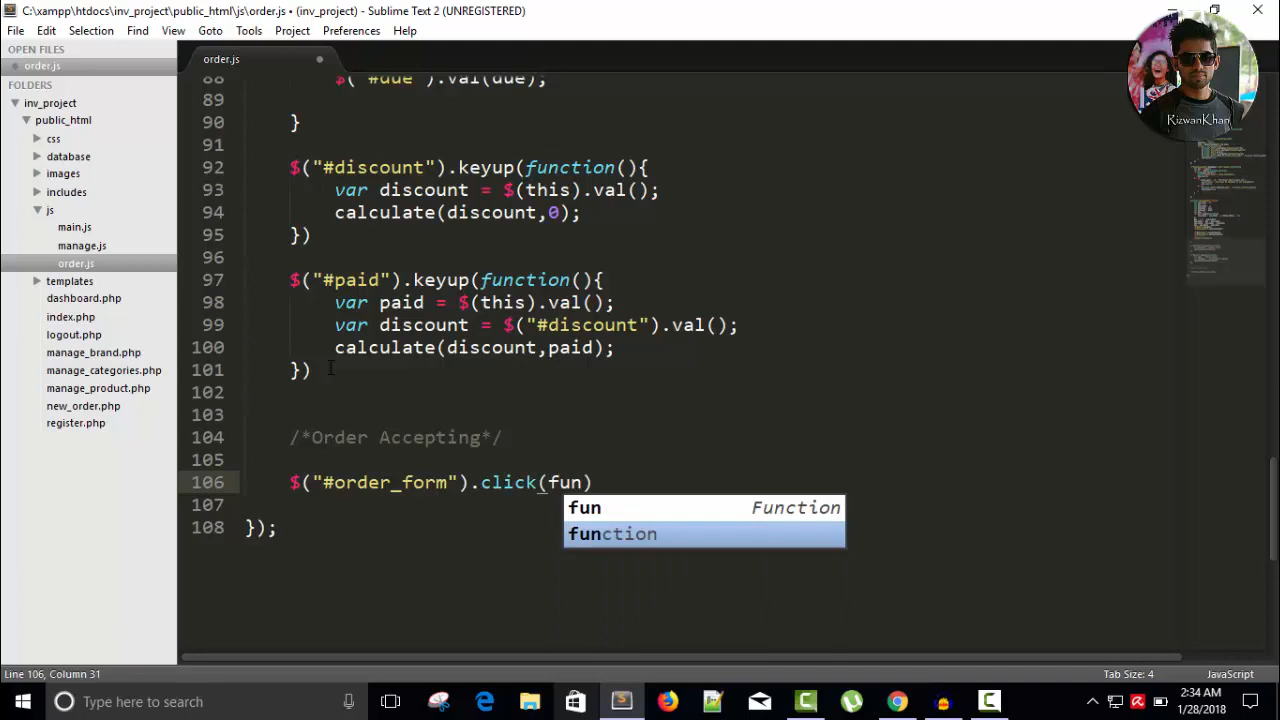 C:\xampp\htdocs\inv_project\public_html\js\order.js • (inv_project) - Sublime Text 2 (UNREGISTERED)
File Edit Selection Find View Goto Tools Project Preferences Help
OPEN FILES
order.js
FOLDERS
inv_project
public_html
css
database
images
includes
js
main.js
manage.js
order.js
templates
dashboard.php
index.php
logout.php
manage_brand.php
manage_categories.php
manage_product.php
new_order.php
register.php
order.js
88 $("#due").val(due);
89
90 }
91
92 $("#discount").keyup(function(){
93 var discount = $(this).val();
94 calculate(discount,0);
95 })
96
97 $("#paid").keyup(function(){
98 var paid = $(this).val();
99 var discount = $("#discount").val();
100 calculate(discount,paid);
101 })
102
103
104 /*Order Accepting*/
105
106 $("#order_form").click(fun)
107
108 });
fun Function
function
RizwanKhan
Line 106, Column 31 Tab Size: 4 JavaScript
Type here to search
2:34 AM
1/28/2018